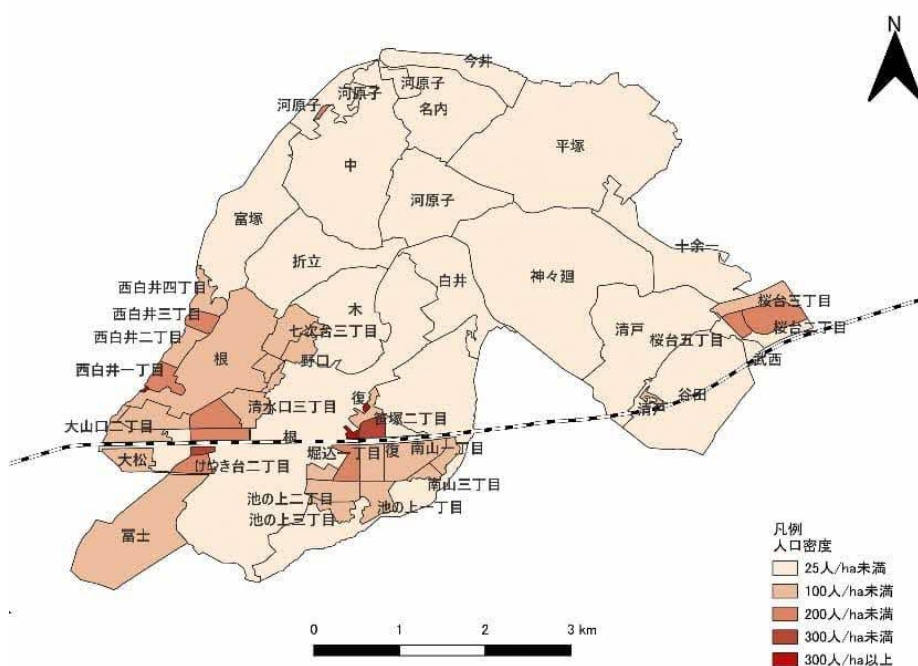 N
今井
河原子
河原子
河原子
名内
平塚
中
河原子
富塚
十余一
折立
白井
神々廻
西白井四丁目
桜台三丁目
西白井三丁目
木
七次台三丁目
清戸
桜台五丁目
桜台二丁目
西白井二丁目
根
野口
武西
西白井一丁目
谷田
清水口三丁目
復
清戸
笹塚二丁目
大山口二丁目
根
大松
堀込一丁目
復
南山一丁目
けやき台二丁目
南山三丁目
池の上二丁目
池の上一丁目
池の上三丁目
冨士
凡例
人口密度
25人/ha未満
100人/ha未満
200人/ha未満
300人/ha未満
300人/ha以上
0 1 2 3 km